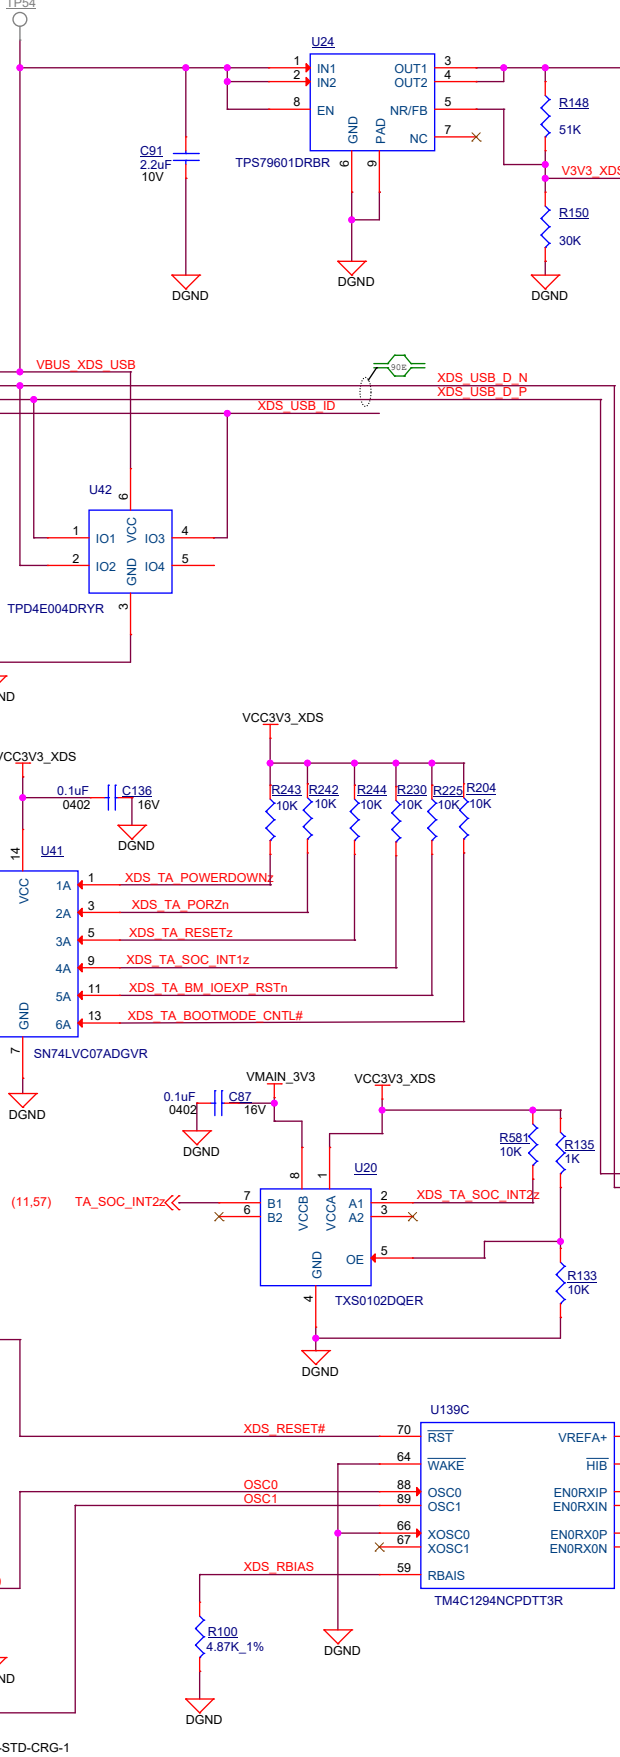 TP54
U24
1
IN1
OUT1
3
2
IN2
OUT2
4
8
EN
NR/FB
5
GND
PAD
NC
7
6
9
TPS79601DRBR
C91
2.2uF
10V
R148
51K
V3V3_XDS
R150
30K
DGND
DGND
DGND
VBUS_XDS_USB
90E
XDS_USB_D_N
XDS_USB_D_P
XDS_USB_ID
U42
6
VCC
1
IO1
IO3
4
2
IO2
IO4
5
GND
3
TPD4E004DRYR
ND
VCC3V3_XDS
VCC3V3_XDS
0.1uF
C136
0402
16V
DGND
R243
10K
R242
10K
R244
10K
R230
10K
R225
10K
R204
10K
14
U41
VCC
1A
1
XDS_TA_POWERDOWNz
2A
3
XDS_TA_PORZn
3A
5
XDS_TA_RESETz
4A
9
XDS_TA_SOC_INT1z
5A
11
XDS_TA_BM_IOEXP_RSTn
6A
13
XDS_TA_BOOTMODE_CNTL#
GND
7
SN74LVC07ADGVR
DGND
VMAIN_3V3
VCC3V3_XDS
0.1uF
C87
0402
16V
DGND
R581
10K
R135
1K
8
1
U20
(11,57)
TA_SOC_INT2z
7
B1
VCCB
VCCA
A1
2
XDS_TA_SOC_INT2z
6
B2
A2
3
GND
OE
5
4
TXS0102DQER
R133
10K
DGND
U139C
XDS_RESET#
70
RST
VREFA+
64
WAKE
HIB
OSC0
88
OSC0
EN0RXIP
OSC1
89
OSC1
EN0RXIN
66
XOSC0
EN0RX0P
67
XOSC1
EN0RX0N
XDS_RBIAS
59
RBAIS
TM4C1294NCPDTT3R
R100
4.87K_1%
DGND
ND
DGND
-STD-CRG-1